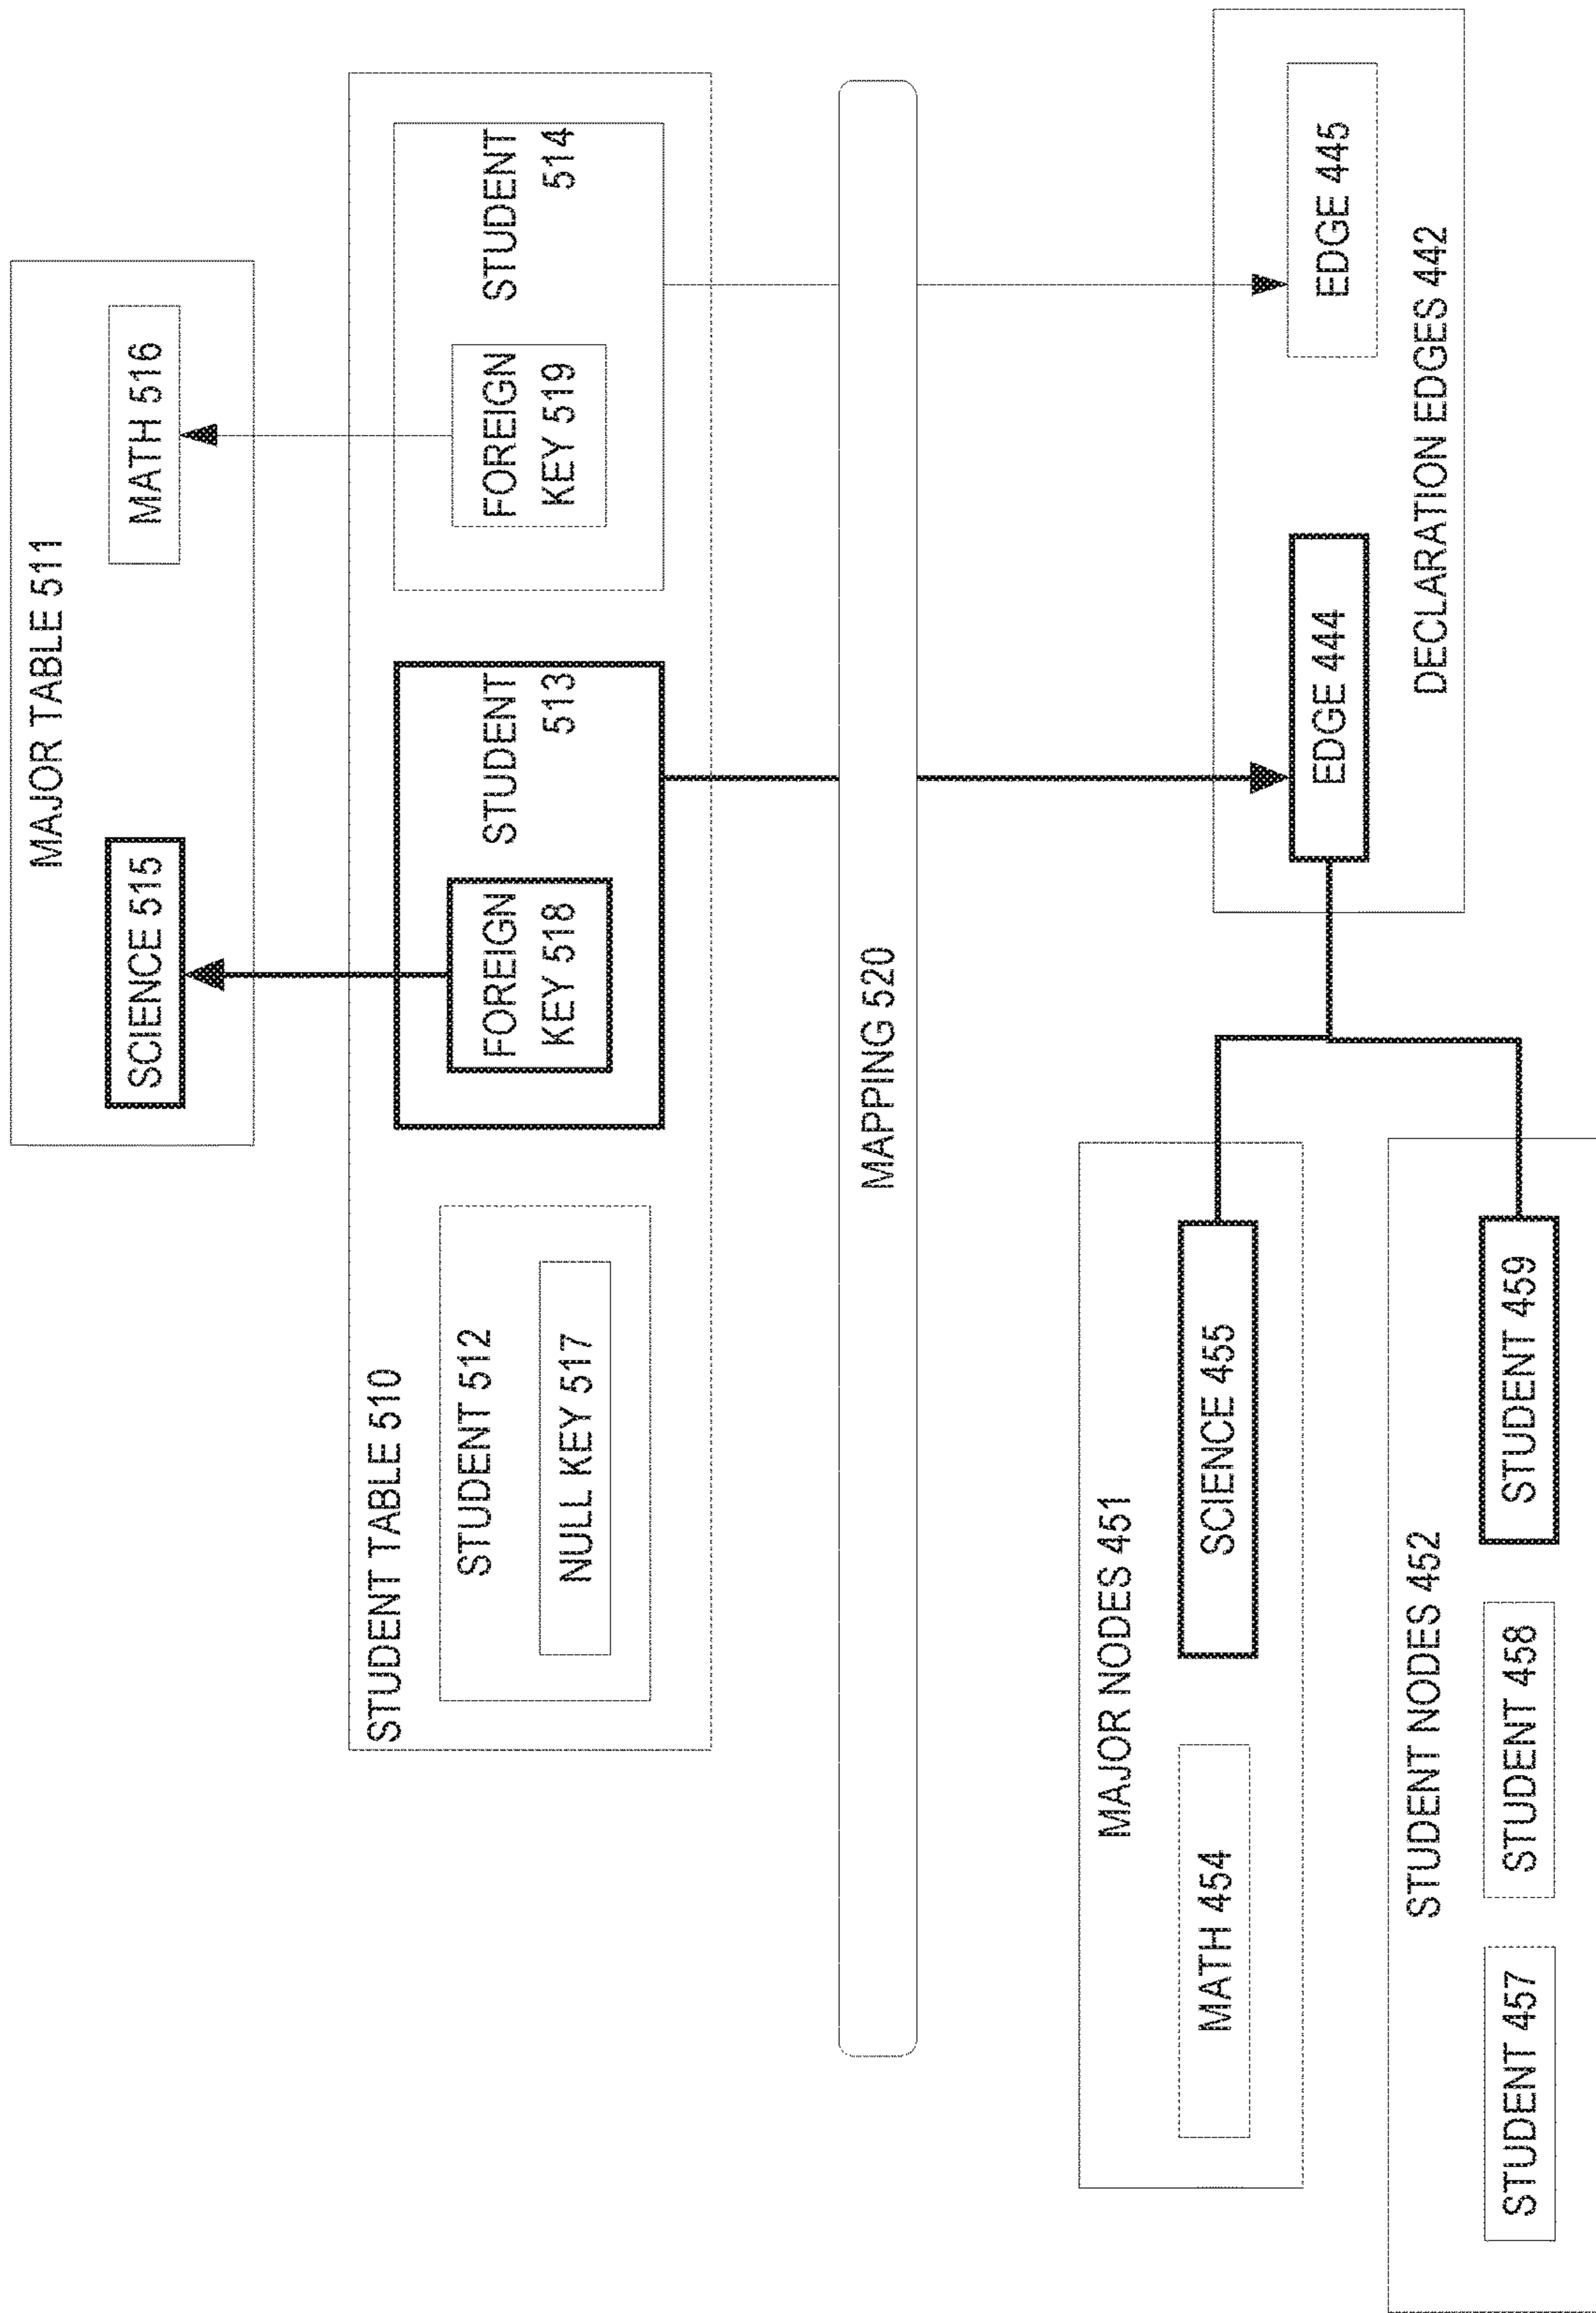 MAJOR TABLE 511
SCIENCE 515
MATH 516
STUDENT TABLE 510
STUDENT 512
NULL KEY 517
FOREIGN
KEY 518
STUDENT
513
FOREIGN
KEY 519
STUDENT
514
MAPPING 520
MAJOR NODES 451
MATH 454
SCIENCE 455
STUDENT NODES 452
STUDENT 457
STUDENT 458
STUDENT 459
EDGE 444
EDGE 445
DECLARATION EDGES 442